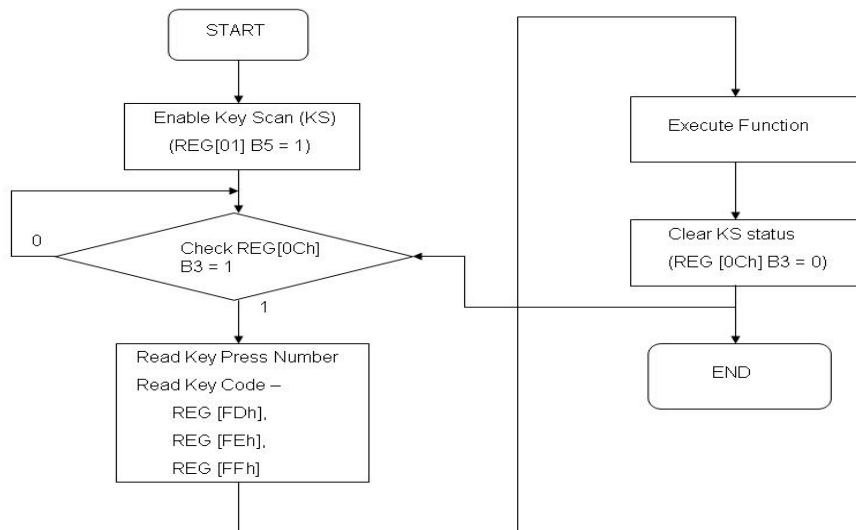 START
Enable Key Scan (KS)
(REG[01] B5 = 1)
0
Check REG[0Ch]
B3 = 1
1
Read Key Press Number
Read Key Code –
REG [FDh],
REG [FEh],
REG [FFh]
Execute Function
Clear KS status
(REG [0Ch] B3 = 0)
END